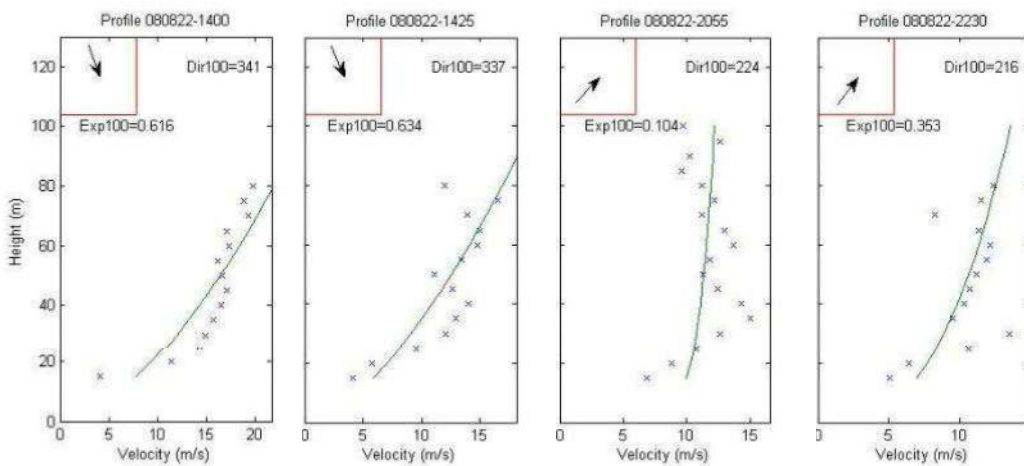 Profile 080822-1400
Profile 080822-1425
Profile 080822-2055
Profile 080822-2230
Dir100=341
Dir100=337
Dir100=224
Dir100=216
Exp100=0.616
Exp100=0.634
Exp100=0.104
Exp100=0.353
Height (m)
120
100
80
60
40
20
0
0 5 10 15 20
0 5 10 15
0 5 10 15
0 5 10
Velocity (m/s)
Velocity (m/s)
Velocity (m/s)
Velocity (m/s)